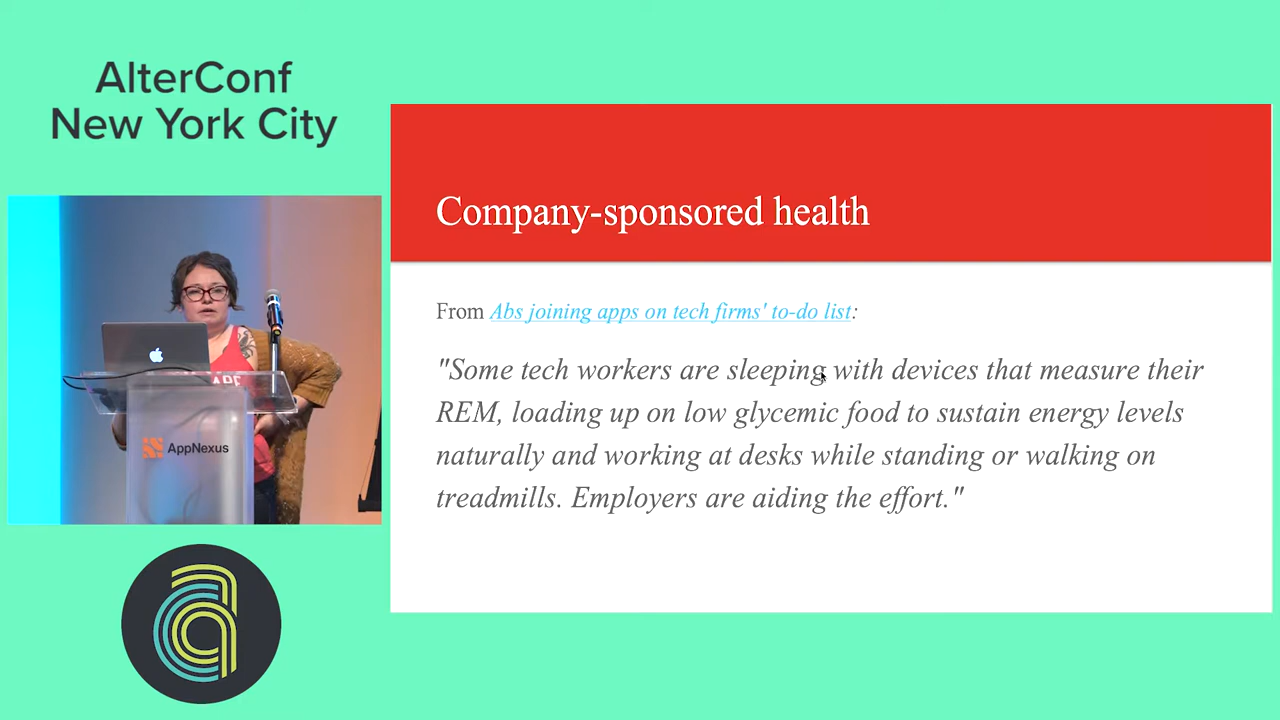 AlterConf
New York City
Company-sponsored health
From Abs joining apps on tech firms' to-do list:
"Some tech workers are sleeping with devices that measure their
REM, loading up on low glycemic food to sustain energy levels
naturally and working at desks while standing or walking on
treadmills. Employers are aiding the effort."
AppNexus